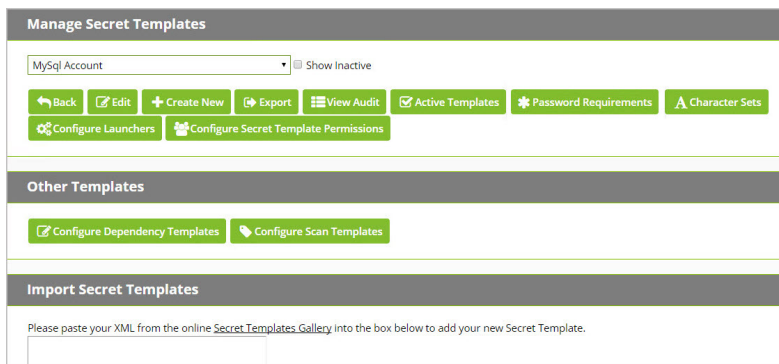 Manage Secret Templates
MySql Account
Show Inactive
Back Edit Create New Export View Audit Active Templates Password Requirements Character Sets
Configure Launchers Configure Secret Template Permissions
Other Templates
Configure Dependency Templates Configure Scan Templates
Import Secret Templates
Please paste your XML from the online Secret Templates Gallery into the box below to add your new Secret Template.